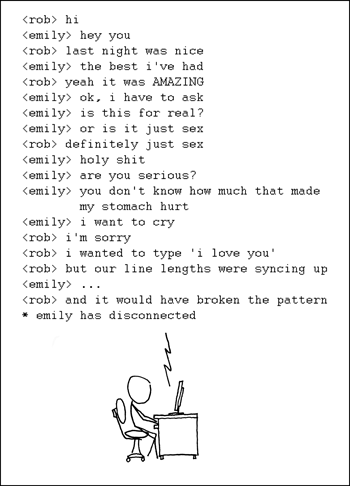 <rob> hi
<emily> hey you
<rob> last night was nice
<emily> the best i've had
<rob> yeah it was AMAZING
<emily> ok, i have to ask
<emily> is this for real?
<emily> or is it just sex
<rob> definitely just sex
<emily> holy shit
<emily> are you serious?
<emily> you don't know how much that made
my stomach hurt
<emily> i want to cry
<rob> i'm sorry
<rob> i wanted to type 'i love you'
<rob> but our line lengths were syncing up
<emily> ...
<rob> and it would have broken the pattern
* emily has disconnected